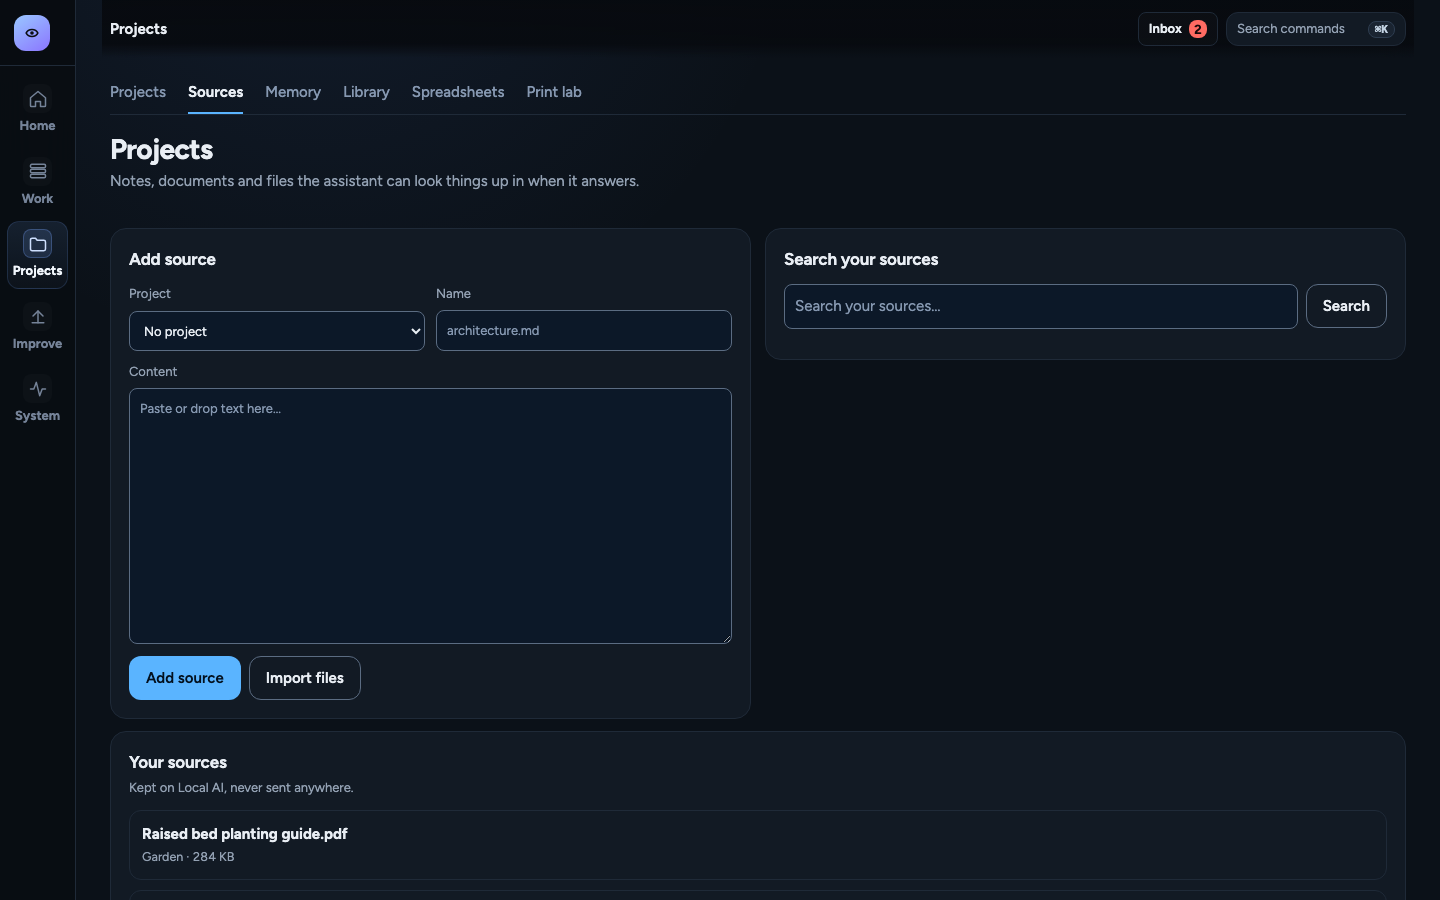 Projects
Inbox 2
Search commands ⌘K
Home
Work
Projects
Improve
System
Projects Sources Memory Library Spreadsheets Print lab
Projects
Notes, documents and files the assistant can look things up in when it answers.
Add source
Project Name
No project architecture.md
Content
Paste or drop text here...
Add source Import files
Search your sources
Search your sources... Search
Your sources
Kept on Local AI, never sent anywhere.
Raised bed planting guide.pdf
Garden · 284 KB